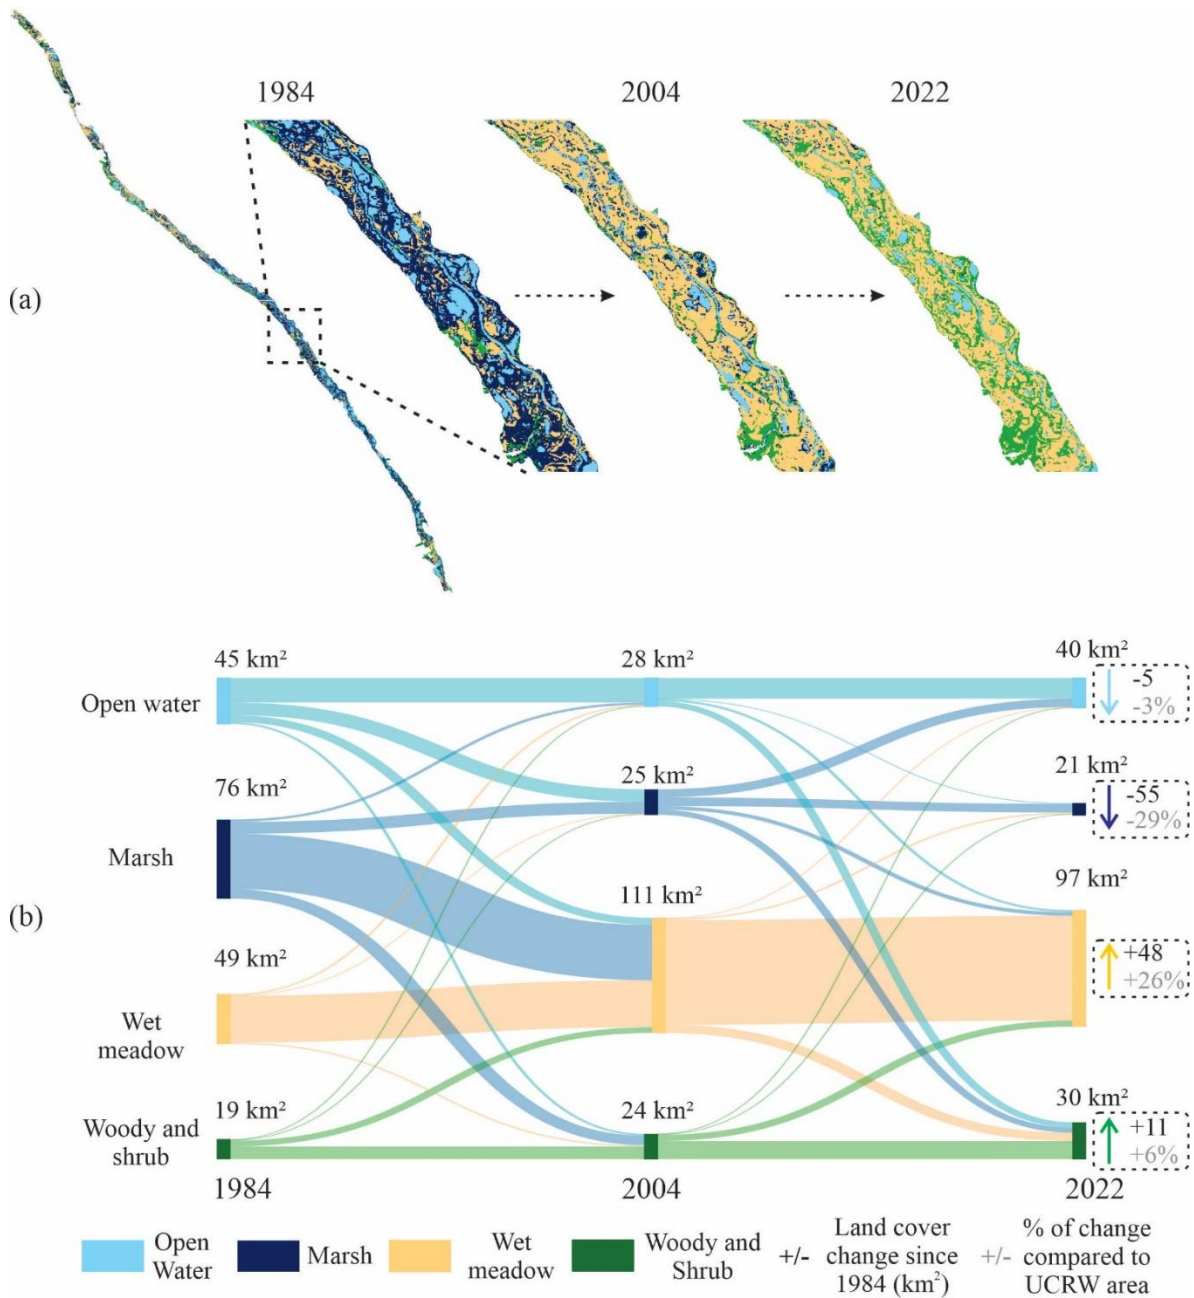 1984
2004
2022
(a)
45 km²
28 km²
40 km²
Open water
-5
-3%
76 km²
25 km²
21 km²
-55
-29%
Marsh
111 km²
97 km²
(b)
49 km²
+48
+26%
Wet
meadow
19 km²
24 km²
30 km²
Woody and
shrub
+11
+6%
1984
2004
2022
Open
Water
Marsh
Wet
meadow
Woody and
Shrub
+/-
Land cover
change since
1984 (km²)
+/-
% of change
compared to
UCRW area